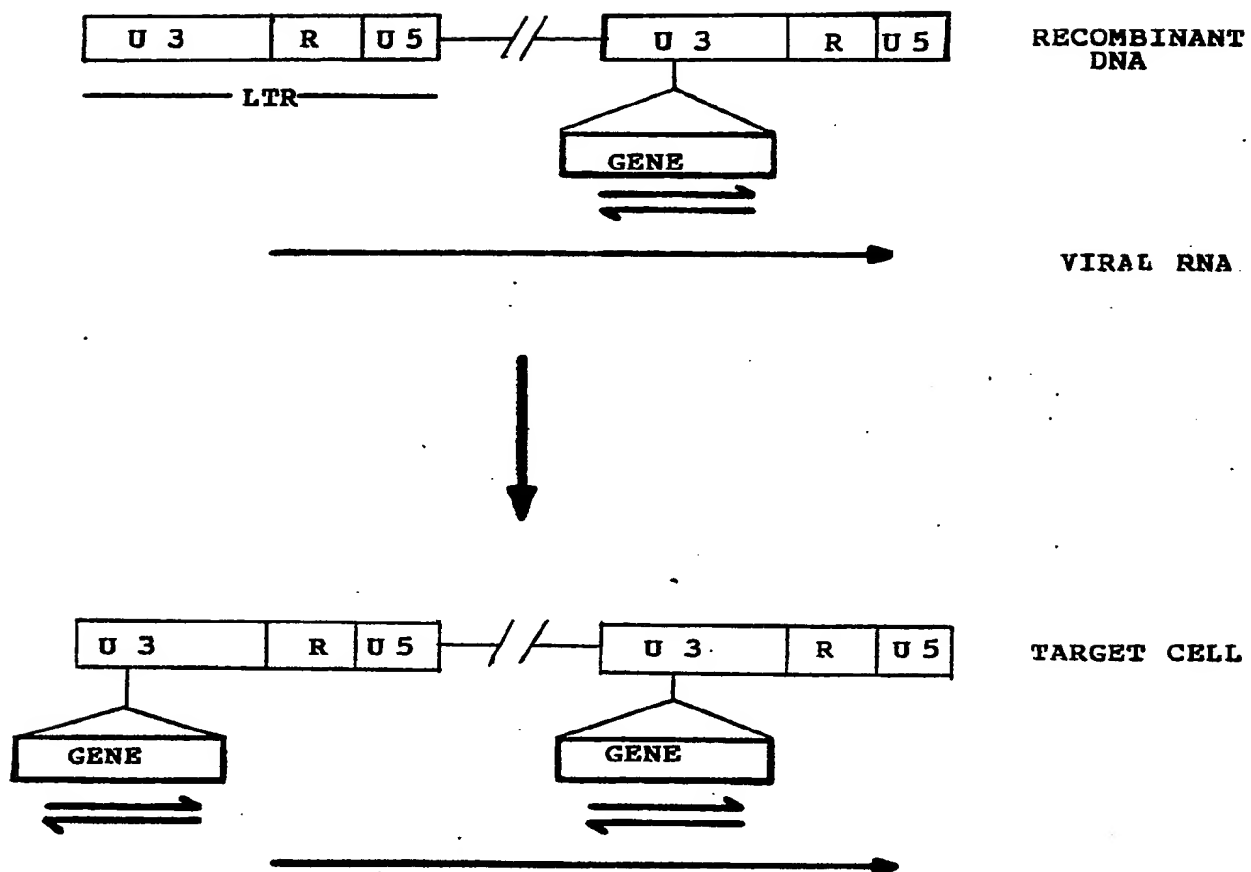 U 3 R U 5 U 3 R U 5 RECOMBINANT
DNA
LTR
GENE
VIRAL RNA
U 3 R U 5 U 3 R U 5 TARGET CELL
GENE GENE